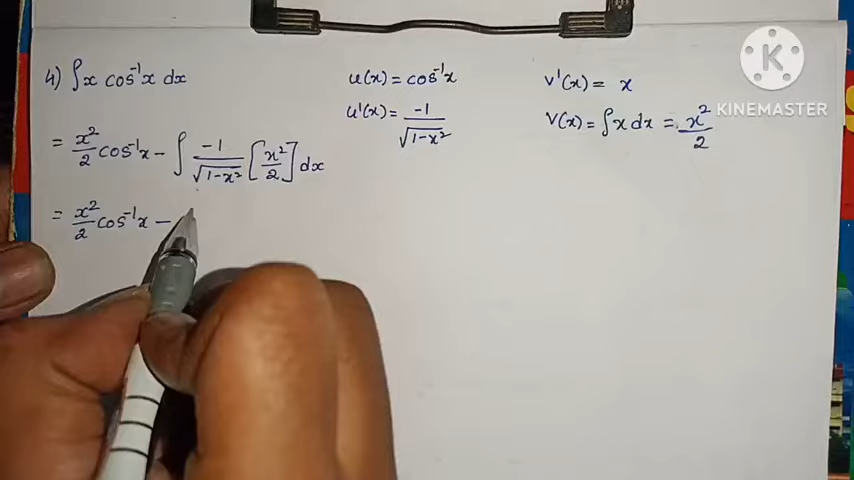 4) ∫x cos⁻¹x dx
= x²/2 cos⁻¹x – ∫ -1/√(1-x²) [x²/2] dx
= x²/2 cos⁻¹x –
u(x) = cos⁻¹x
u'(x) = -1/√(1-x²)
v'(x) = x
v(x) = ∫x dx = x²/2
K
KINEMASTER